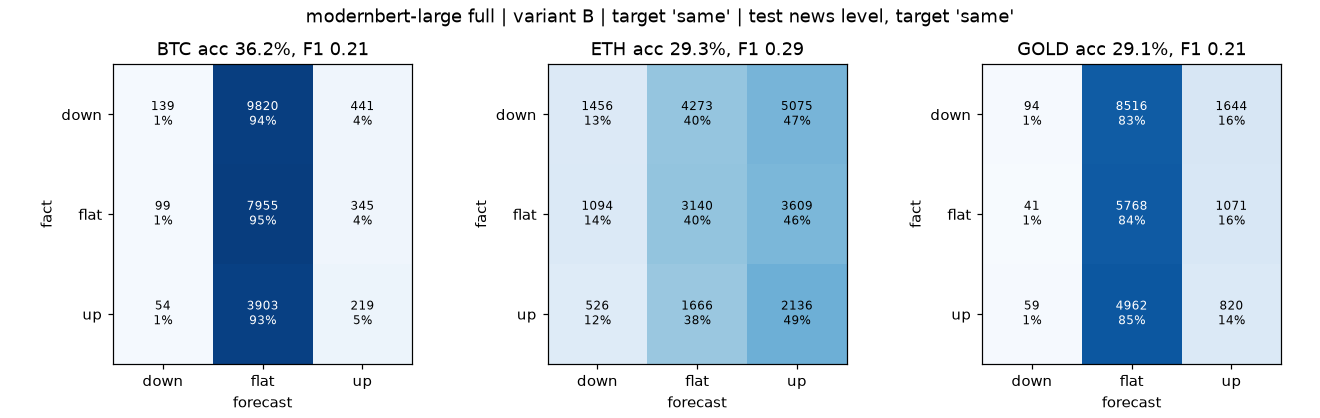 modernbert-large full | variant B | target 'same' | test news level, target 'same'
BTC acc 36.2%, F1 0.21
down
139
1%
9820
94%
441
4%
flat
99
1%
7955
95%
345
4%
up
54
1%
3903
93%
219
5%
fact
down
flat
up
forecast
ETH acc 29.3%, F1 0.29
down
1456
13%
4273
40%
5075
47%
flat
1094
14%
3140
40%
3609
46%
up
526
12%
1666
38%
2136
49%
fact
down
flat
up
forecast
GOLD acc 29.1%, F1 0.21
down
94
1%
8516
83%
1644
16%
flat
41
1%
5768
84%
1071
16%
up
59
1%
4962
85%
820
14%
fact
down
flat
up
forecast